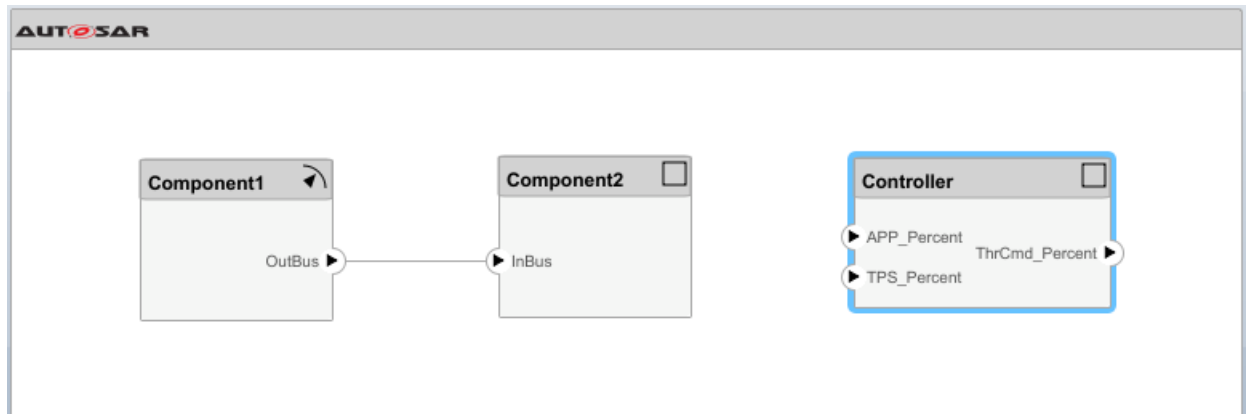 AUTOSAR
Component1
OutBus
Component2
InBus
Controller
APP_Percent
ThrCmd_Percent
TPS_Percent